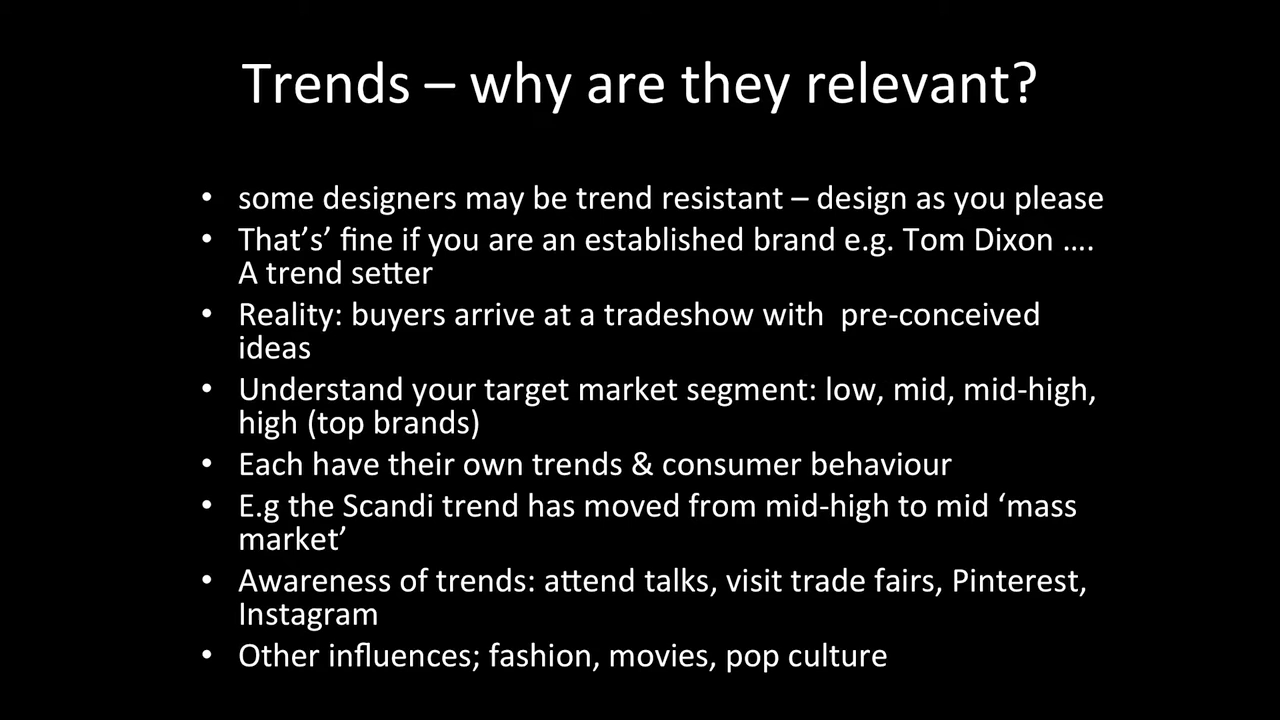 Trends – why are they relevant?
• some designers may be trend resistant – design as you please
• That’s’ fine if you are an established brand e.g. Tom Dixon ….
A trend setter
• Reality: buyers arrive at a tradeshow with  pre-conceived
ideas
• Understand your target market segment: low, mid, mid-high,
high (top brands)
• Each have their own trends & consumer behaviour
• E.g the Scandi trend has moved from mid-high to mid ‘mass
market’
• Awareness of trends: attend talks, visit trade fairs, Pinterest,
Instagram
• Other influences; fashion, movies, pop culture